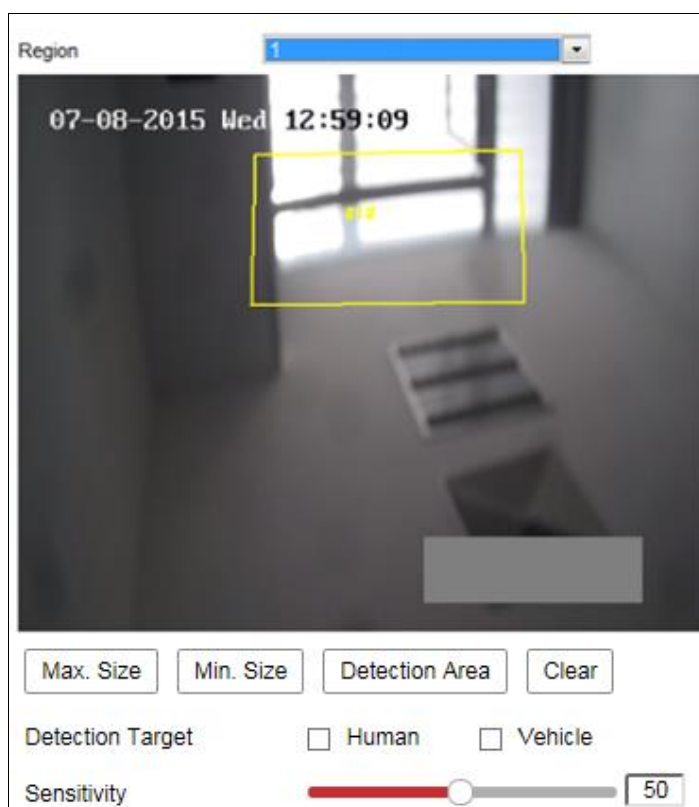 Region 1
07-08-2015 Wed 12:59:09
#1#
Max. Size Min. Size Detection Area Clear
Detection Target Human Vehicle
Sensitivity 50